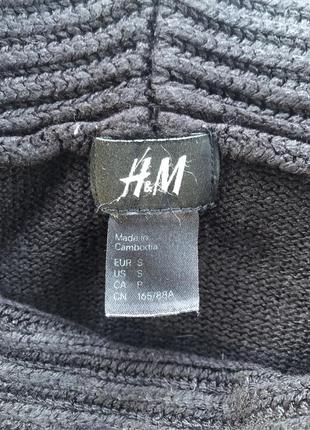 H&M
Made in
Cambodia
EUR S
US S
CA P
CN 165/88A